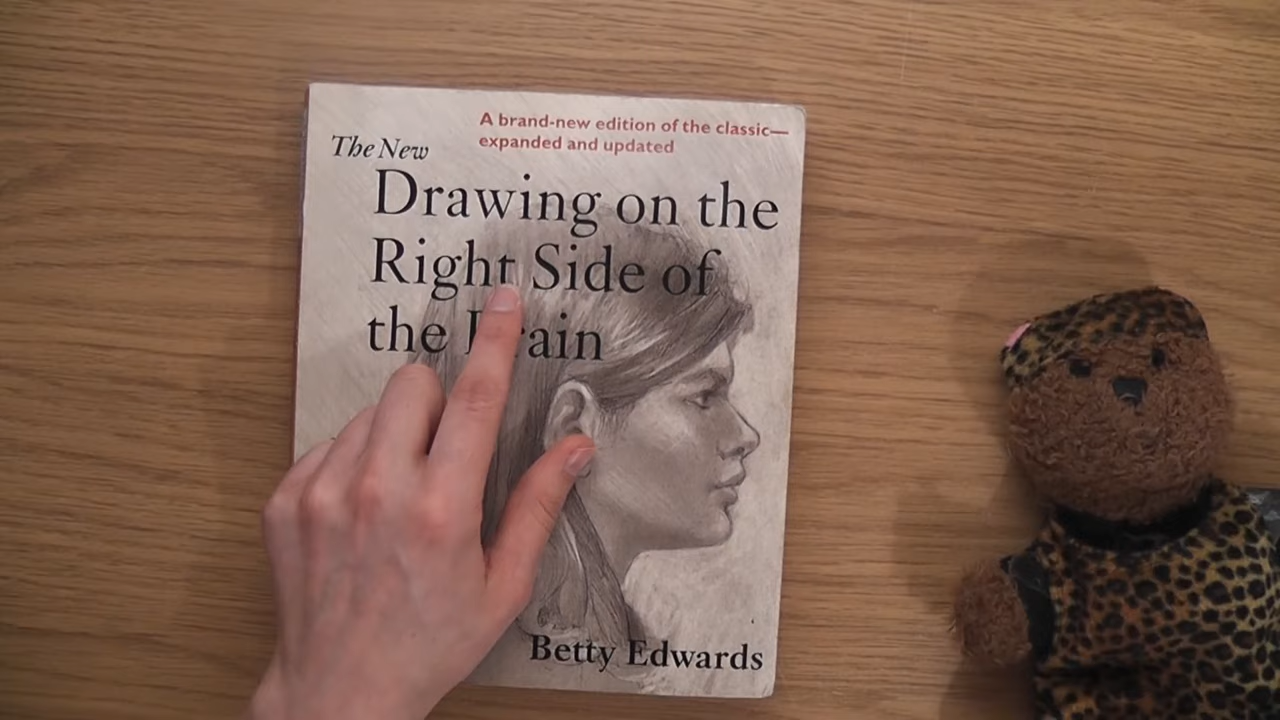 A brand-new edition of the classic—
expanded and updated
The New
Drawing on the
Right Side of
the Brain
Betty Edwards